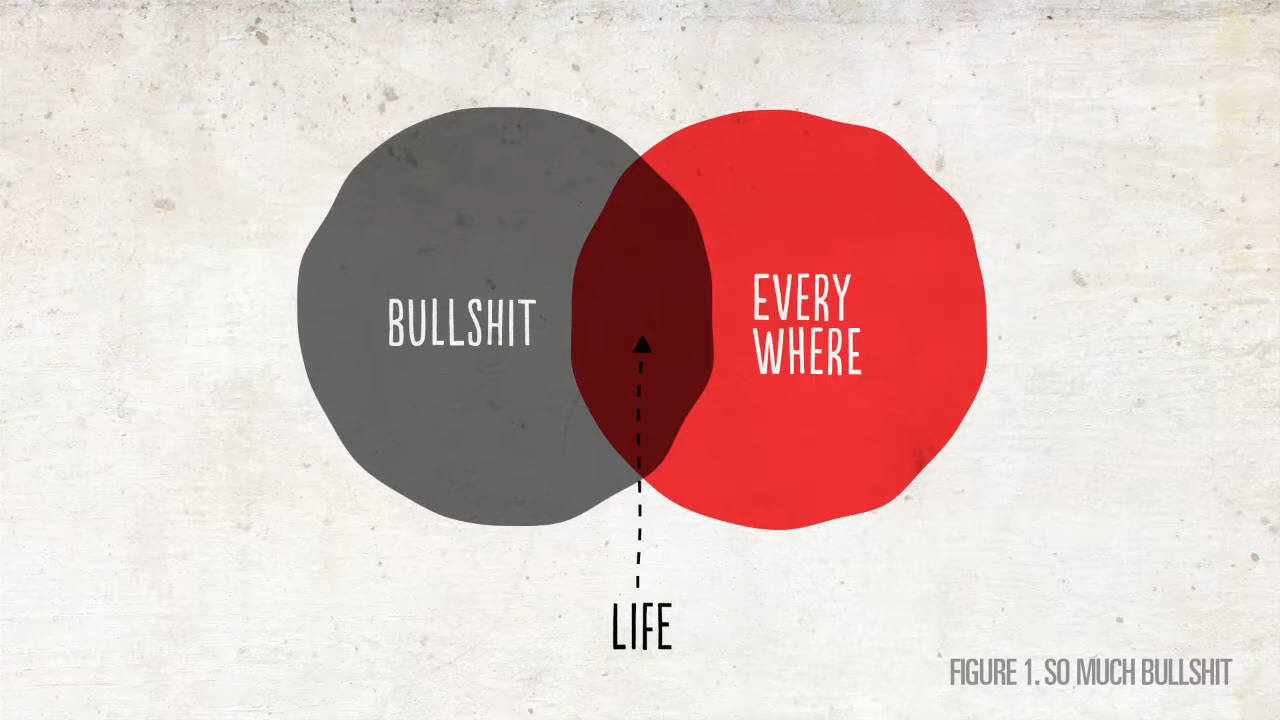 BULLSHIT
EVERY
WHERE
LIFE
FIGURE 1. SO MUCH BULLSHIT